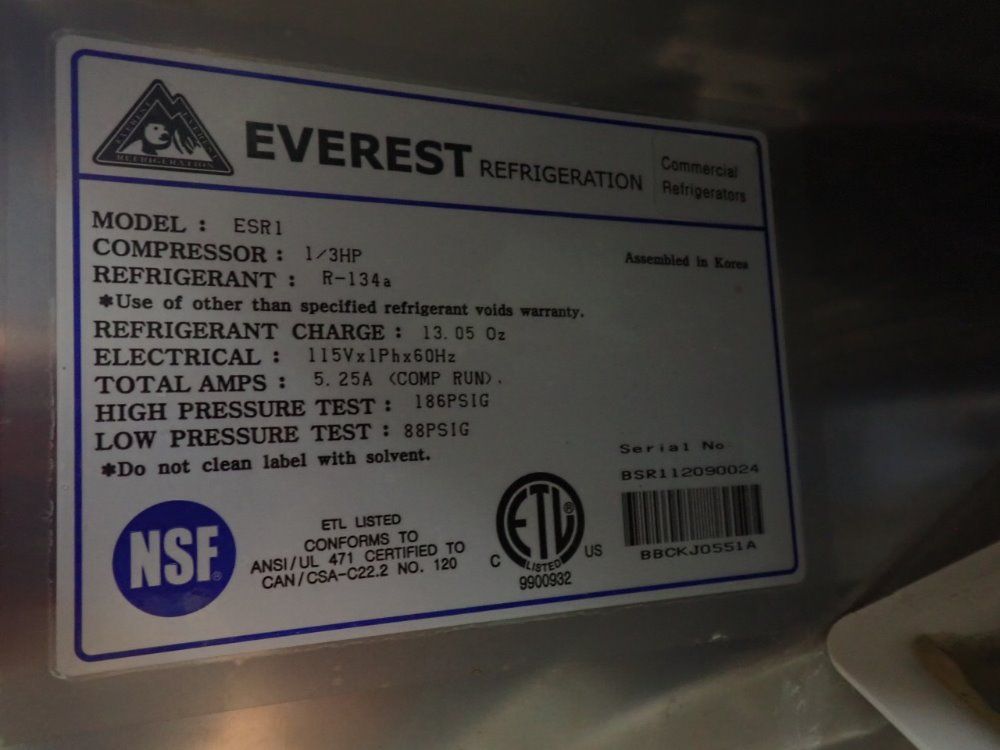 EVEREST REFRIGERATION
EVEREST EVEREST
REFRIGERATION
Commercial
Refrigerators
MODEL : ESR1
COMPRESSOR : 1/3HP
Assembled in Korea
REFRIGERANT : R-134a
✱Use of other than specified refrigerant voids warranty.
REFRIGERANT CHARGE : 13.05 Oz
ELECTRICAL : 115Vx1Phx60Hz
TOTAL AMPS : 5.25A (COMP RUN).
HIGH PRESSURE TEST : 186PSIG
LOW PRESSURE TEST : 88PSIG
✱Do not clean label with solvent.
Serial No
BSR112090024
BBCKJ0551A
NSF®
ETL LISTED
CONFORMS TO
ANSI/UL 471 CERTIFIED TO
CAN/CSA-C22.2 NO. 120
ETL®
C LISTED US
9900932